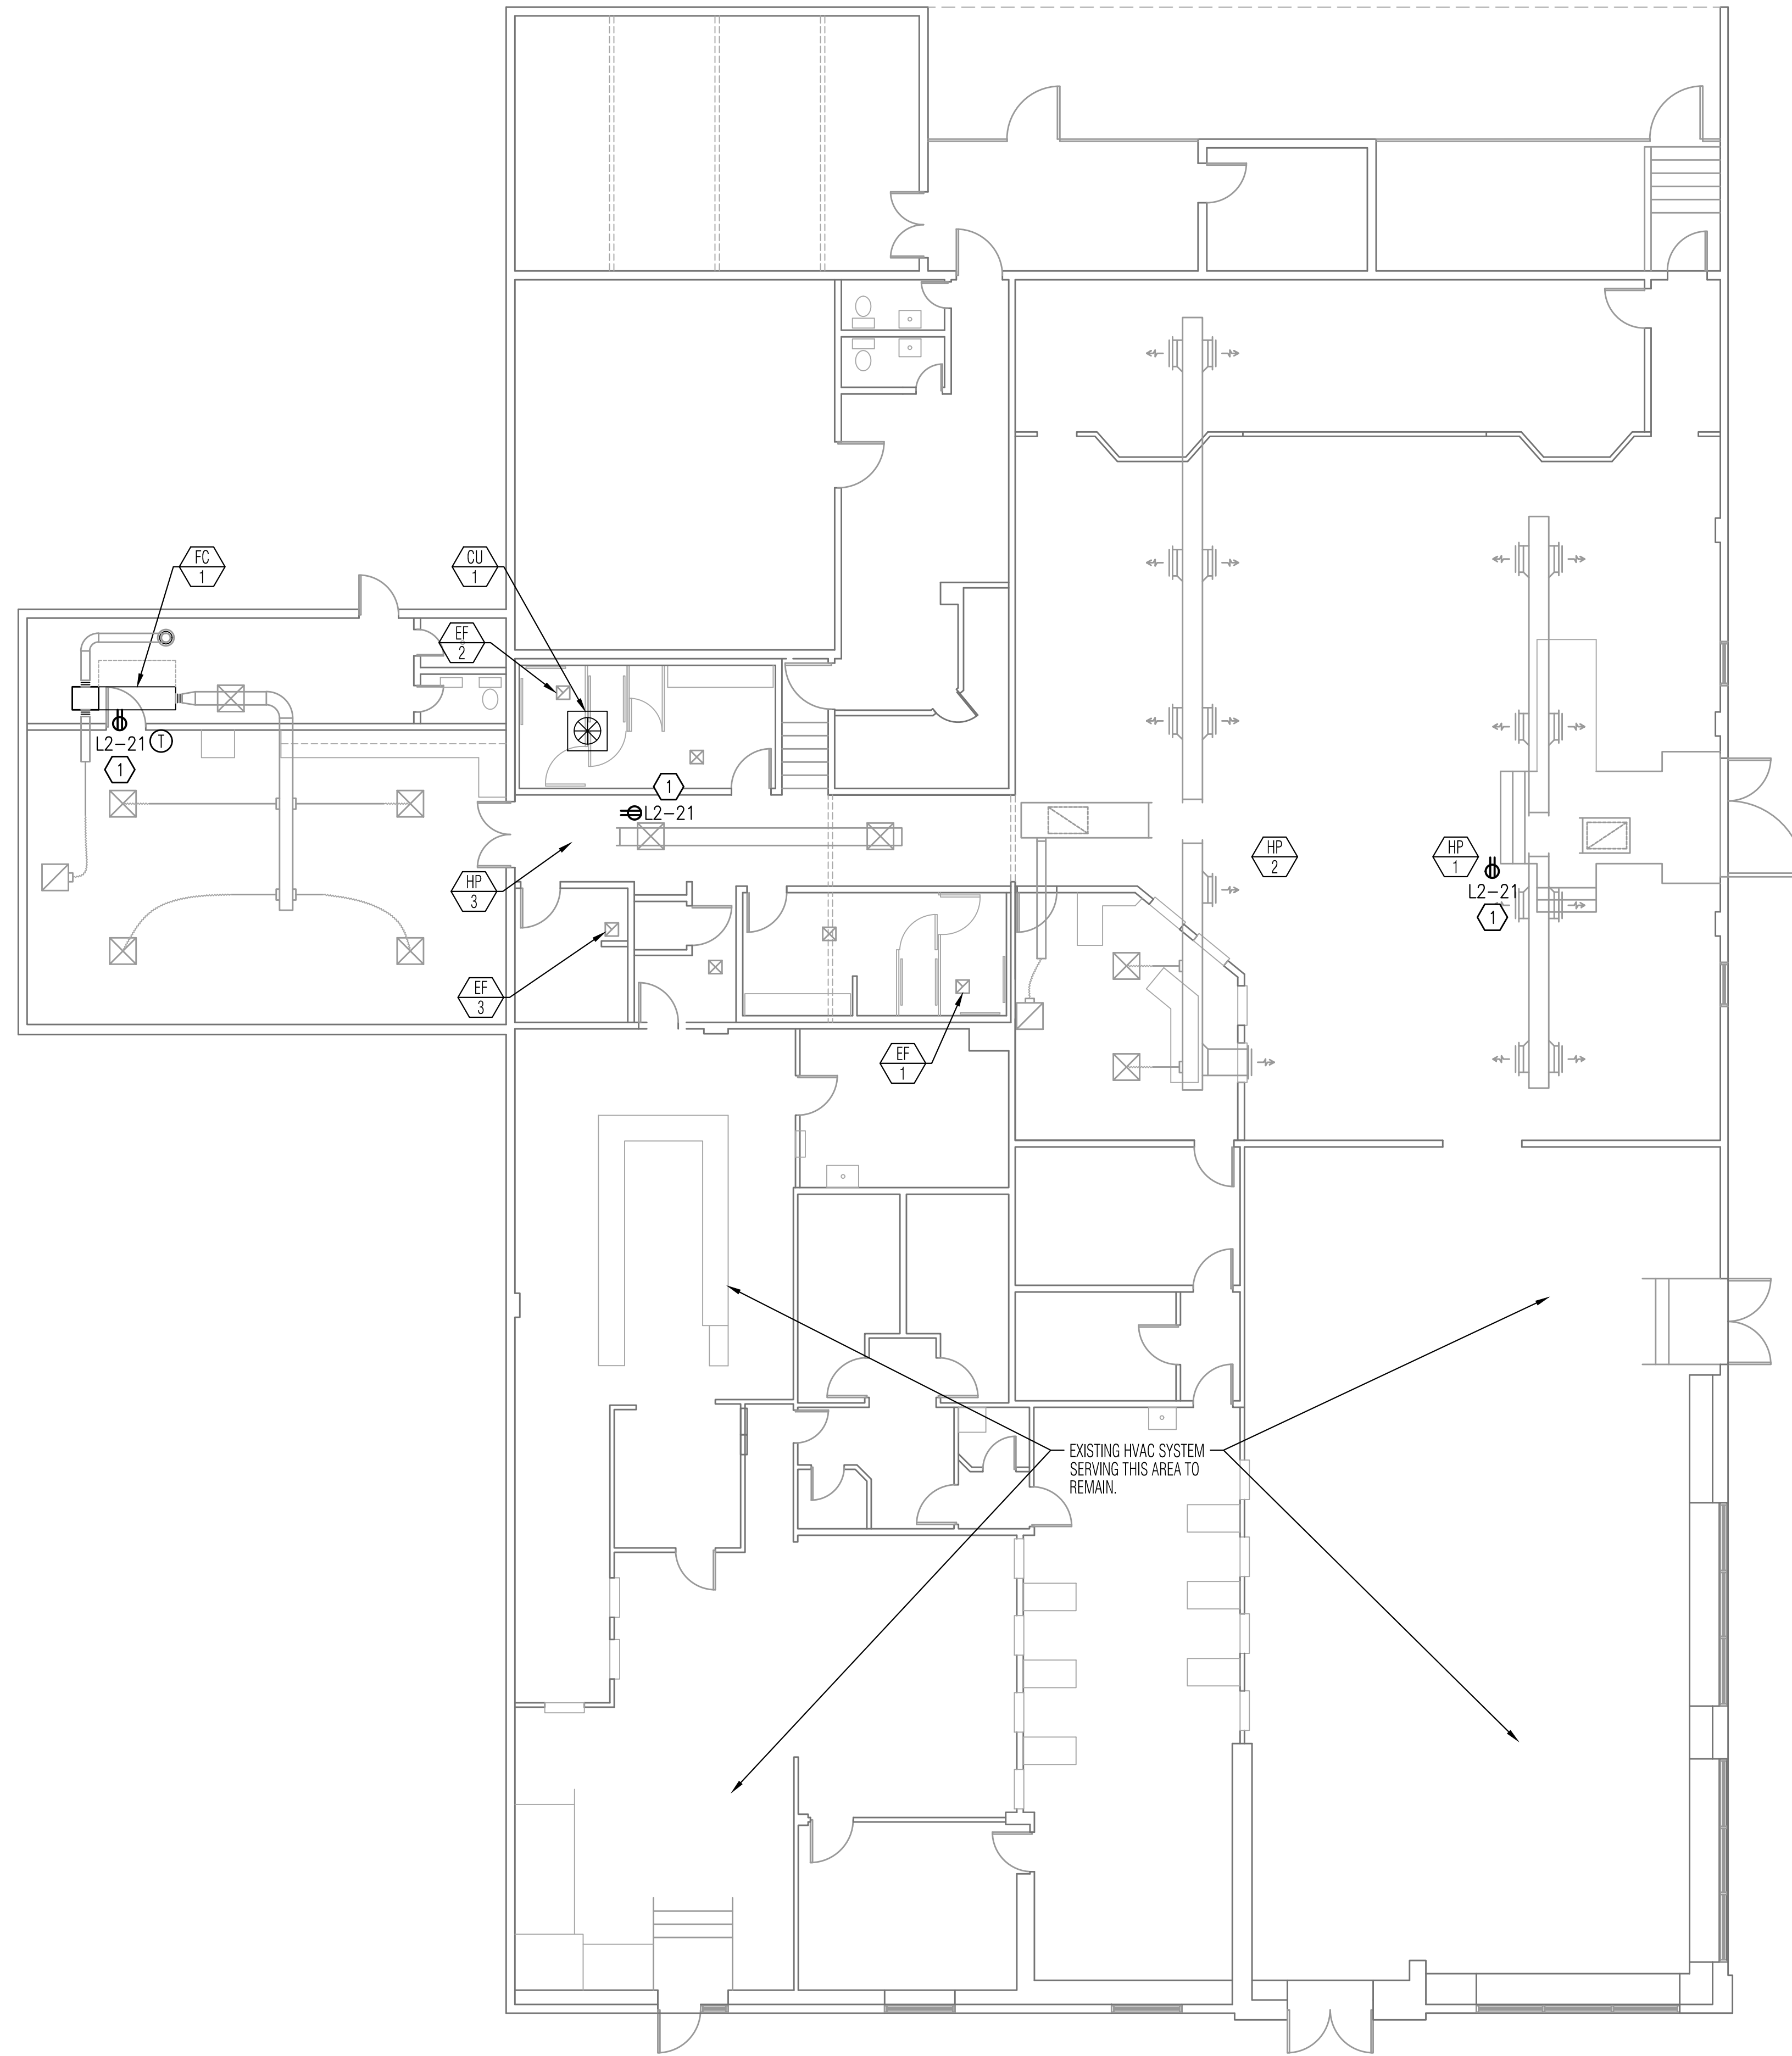 FC
1
CU
1
EF
2
L2-21
T
1
1
L2-21
HP
2
HP
1
L2-21
1
HP
3
EF
3
EF
1
EXISTING HVAC SYSTEM
SERVING THIS AREA TO
REMAIN.